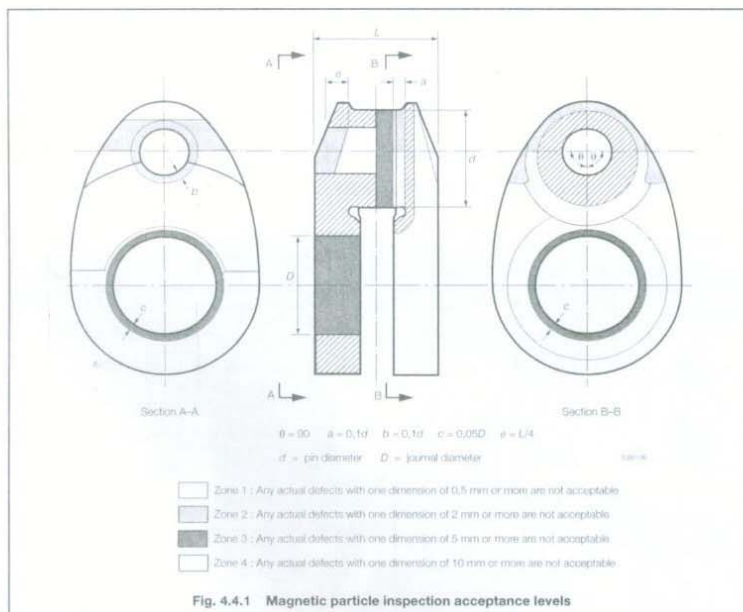 L
A
B
e
a
A
B
θ
θ
b
d
D
c
c
A
B
Section A–A
Section B–B
θ = 90 a = 0,1d b = 0,1d c = 0,05D e = L/4
d = pin diameter D = journal diameter
Zone 1 : Any actual defects with one dimension of 0,5 mm or more are not acceptable
Zone 2 : Any actual defects with one dimension of 2 mm or more are not acceptable
Zone 3 : Any actual defects with one dimension of 5 mm or more are not acceptable
Zone 4 : Any actual defects with one dimension of 10 mm or more are not acceptable
Fig. 4.4.1 Magnetic particle inspection acceptance levels